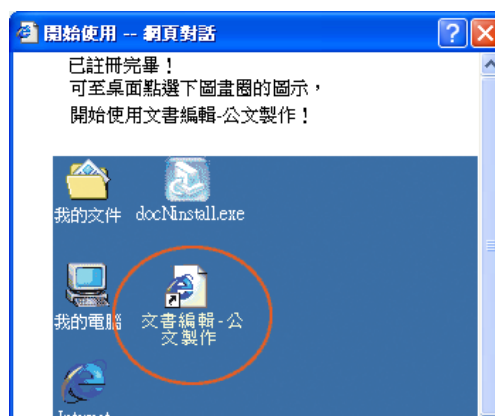 開始使用 -- 網頁對話
已註冊完畢！
可至桌面點選下圖畫圈的圖示，
開始使用文書編輯-公文製作！
我的文件 docNinstall.exe
我的電腦 文書編輯-公
文製作
Internet